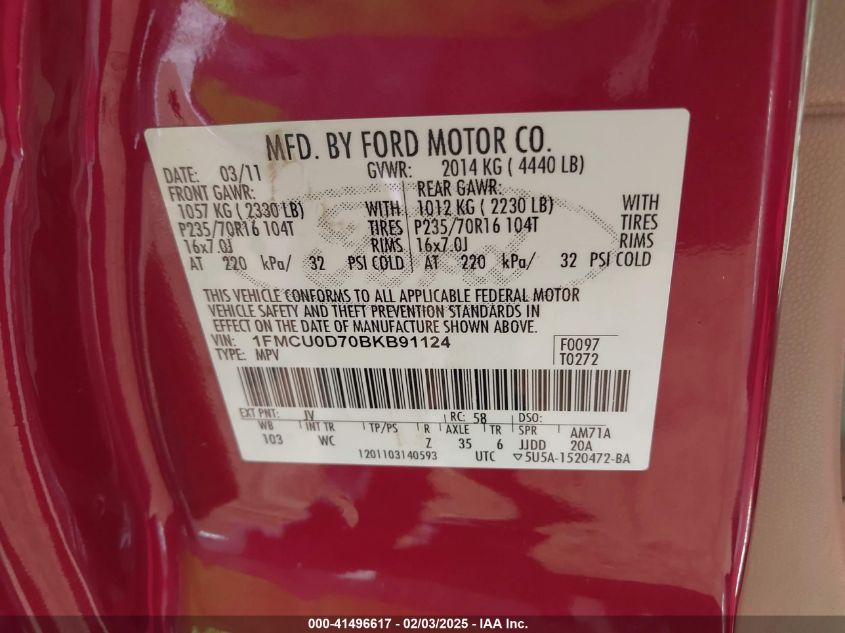 MFD. BY FORD MOTOR CO.
DATE: 03/11 GVWR: 2014 KG ( 4440 LB)
FRONT GAWR: REAR GAWR:
1057 KG ( 2330 LB) WITH 1012 KG ( 2230 LB) WITH
P235/70R16 104T TIRES P235/70R16 104T TIRES
16x7.0J RIMS 16x7.0J RIMS
AT 220 kPa/ 32 PSI COLD AT 220 kPa/ 32 PSI COLD
THIS VEHICLE CONFORMS TO ALL APPLICABLE FEDERAL MOTOR
VEHICLE SAFETY AND THEFT PREVENTION STANDARDS IN
EFFECT ON THE DATE OF MANUFACTURE SHOWN ABOVE.
VIN: 1FMCU0D70BKB91124 F0097
TYPE: MPV T0272
EXT PNT: JV RC: 58 DSO:
WB INT TR TP/PS R AXLE TR SPR AM71A
103 WC Z 35 6 JJDD 20A
1201103140593 UTC ▽5U5A-1520472-BA
000-41496617 - 02/03/2025 - IAA Inc.